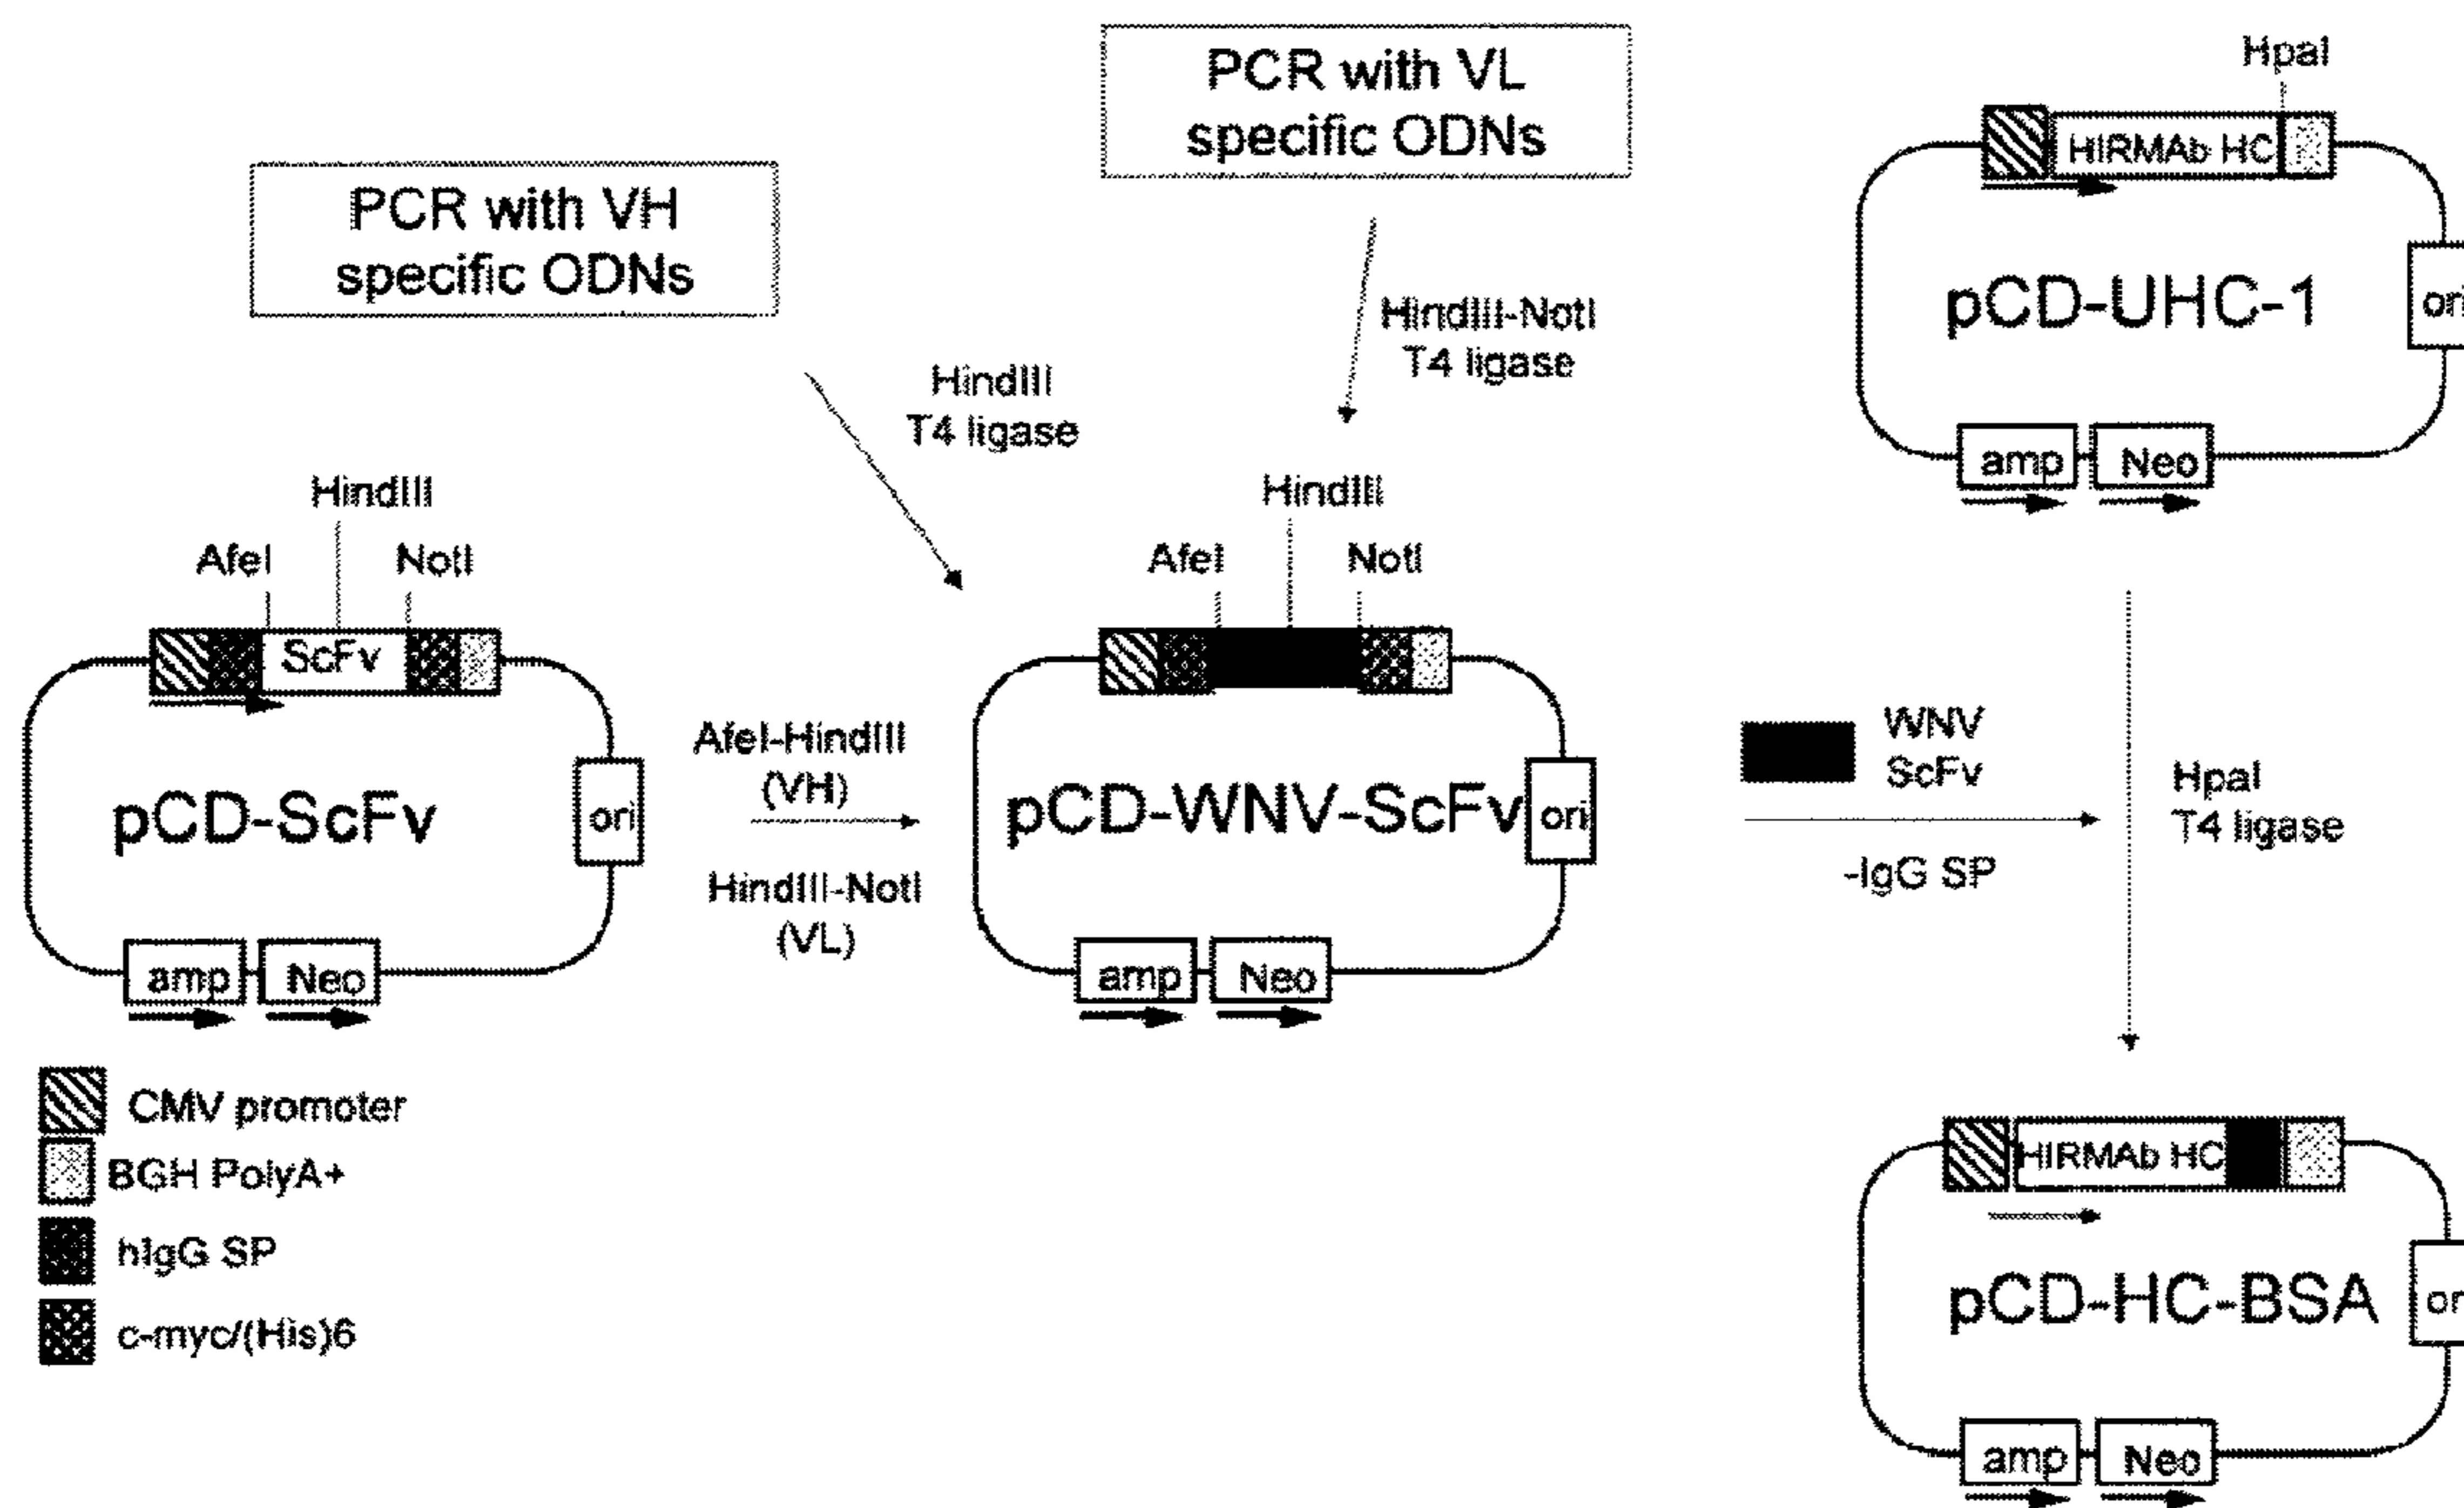 PCR with VH
specific ODNs
PCR with VL
specific ODNs
HindIII
T4 ligase
HindIII-NotI
T4 ligase
HpaI
HIRMAb HC
pCD-UHC-1
ori
amp
Neo
HindIII
AfeI
NotI
ScFv
pCD-ScFv
ori
amp
Neo
AfeI-HindIII
(VH)
HindIII-NotI
(VL)
HindIII
AfeI
NotI
pCD-WNV-ScFv
ori
amp
Neo
WNV
ScFv
-IgG SP
HpaI
T4 ligase
HIRMAb HC
pCD-HC-BSA
ori
amp
Neo
CMV promoter
BGH PolyA+
hIgG SP
c-myc/(His)6